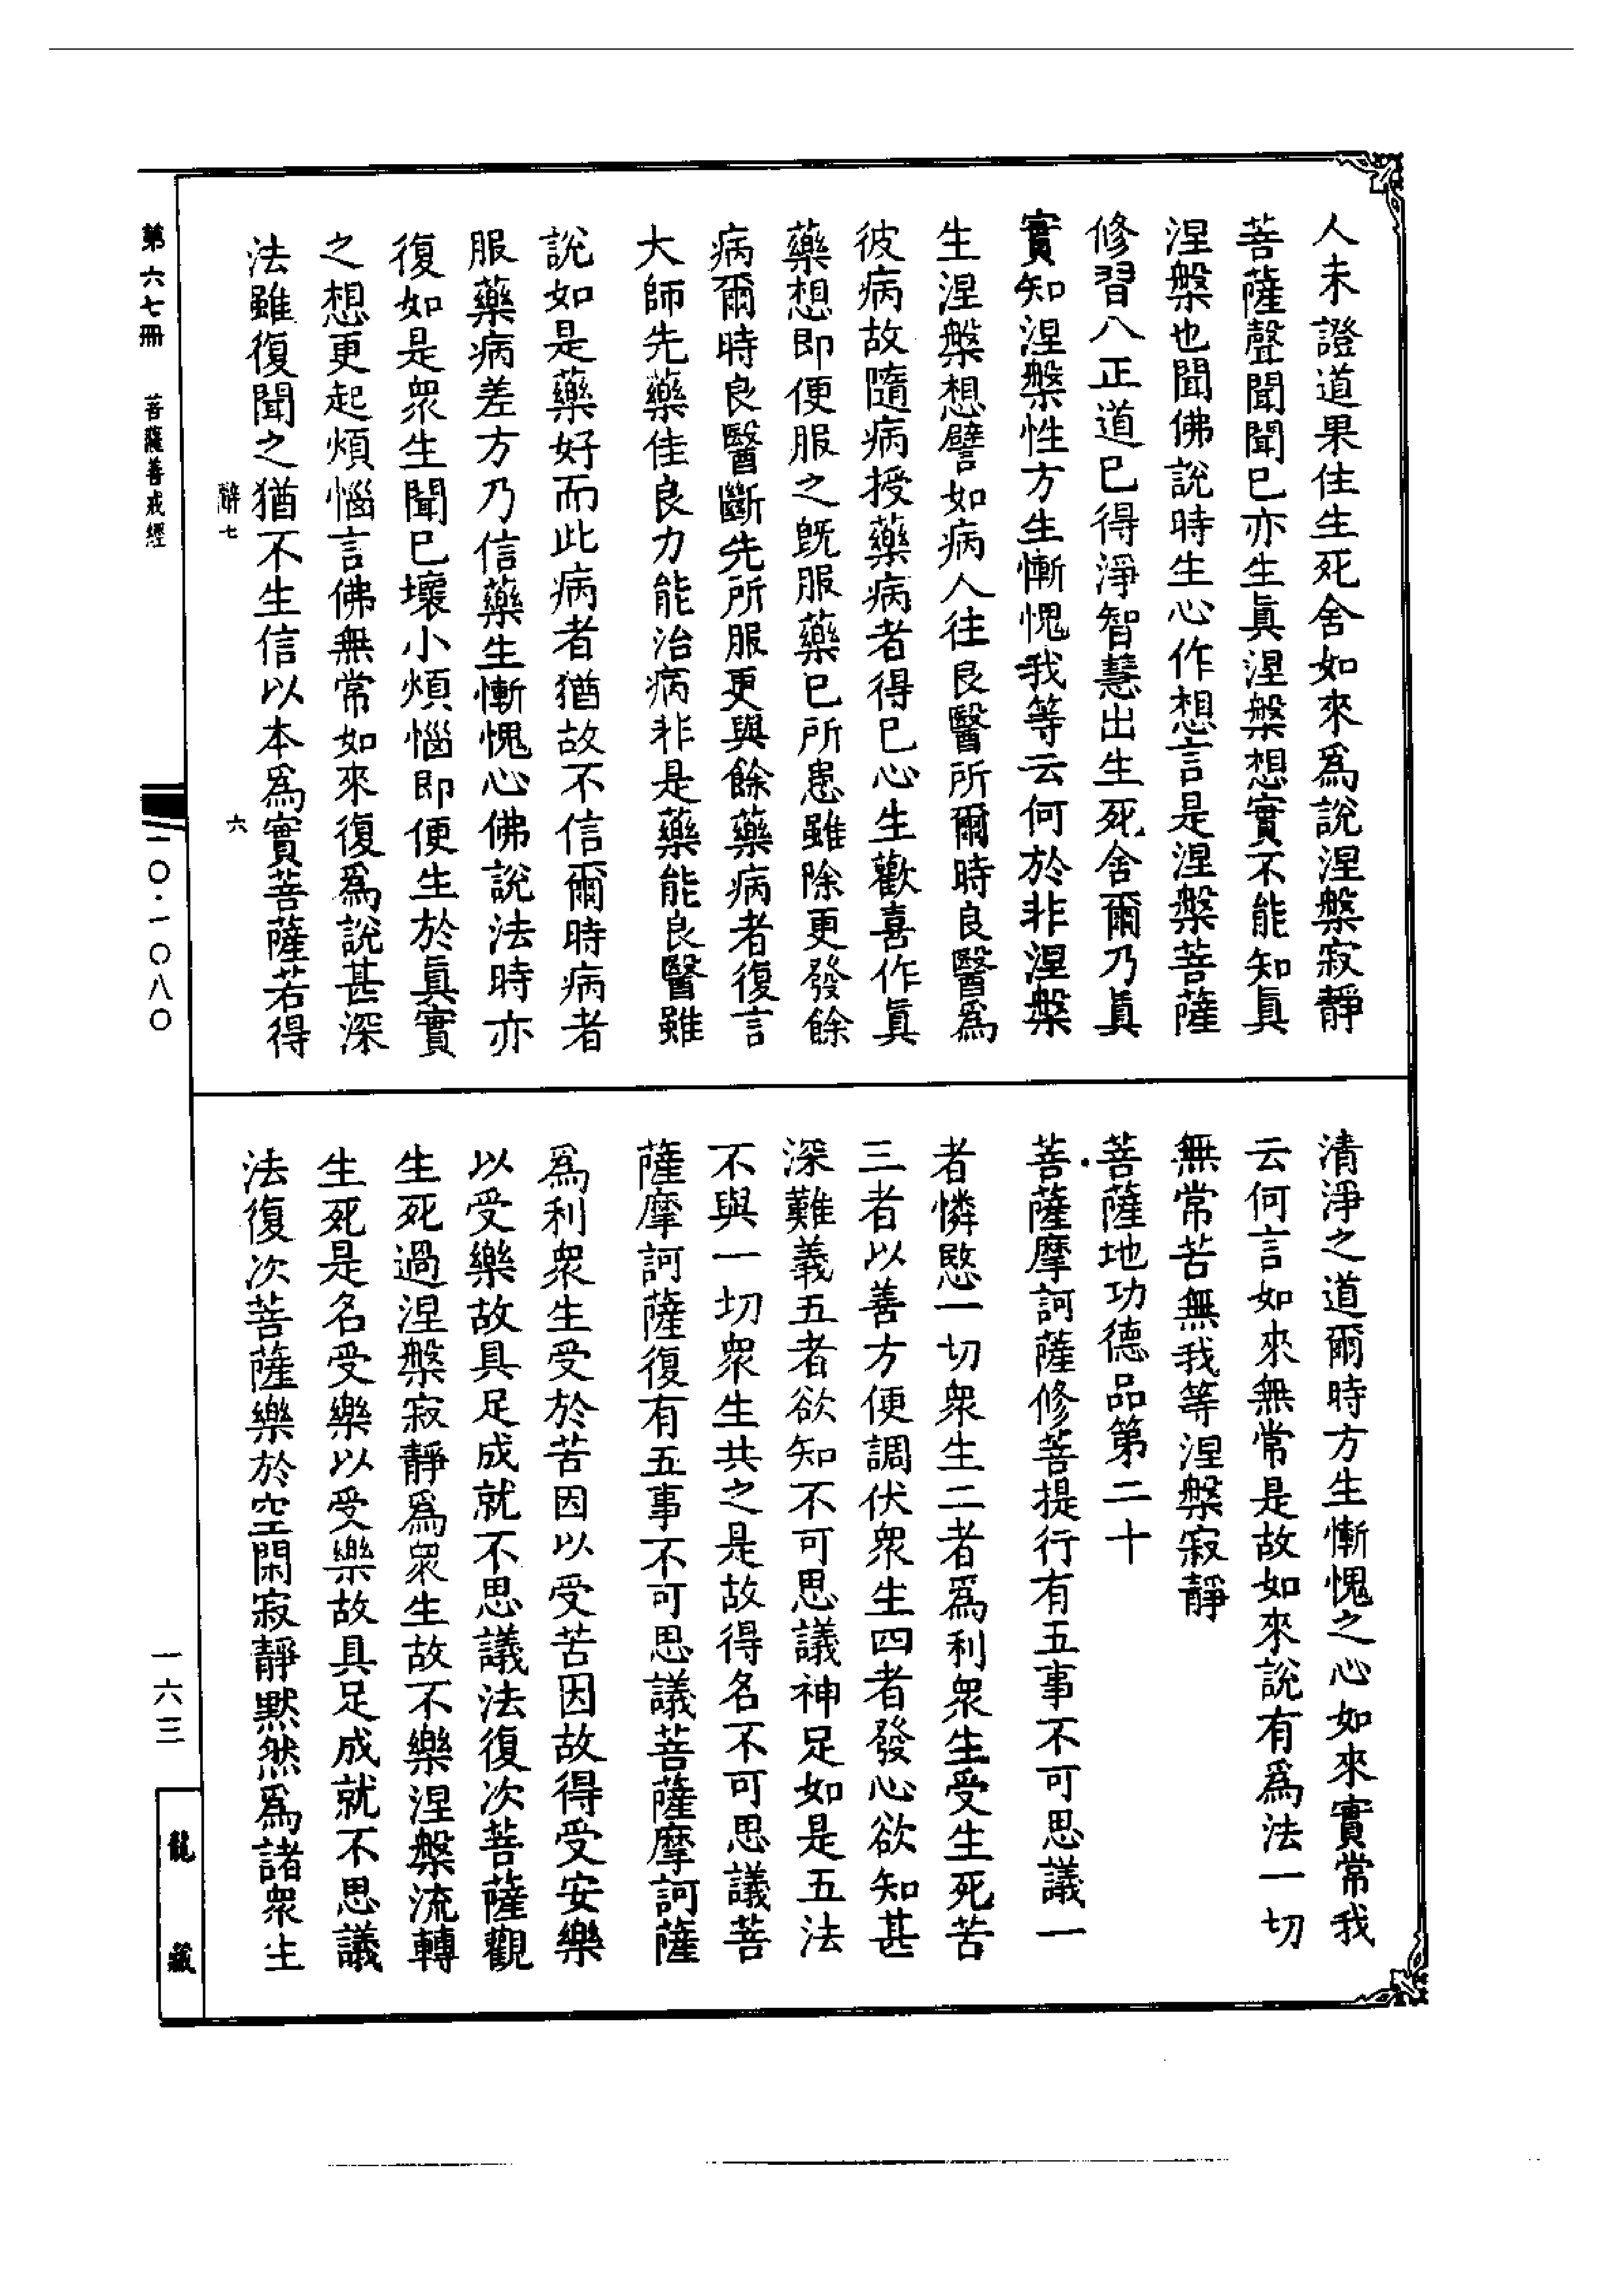 人未證道果住生死舍如來爲說涅槃寂靜
菩薩聲聞聞已亦生眞涅槃想實不能知眞
涅槃也聞佛說時生心作想言是涅槃菩薩
修習八正道已得淨智慧出生死舍爾乃眞
實知涅槃性方生慚愧我等云何於非涅槃
生涅槃想譬如病人往良醫所爾時良醫爲
彼病故隨病授藥病者得已心生歡喜作眞
藥想即便服之旣服藥已所患雖除更發餘
病爾時良醫斷先所服更與餘藥病者復言
大師先藥佳良力能治病非是藥能良醫雖
說如是藥好而此病者猶故不信爾時病者
服藥病差方乃信藥生慚愧心佛說法時亦
復如是衆生聞已壞小煩惱即便生於眞實
之想更起煩惱言佛無常如來復爲說甚深
法雖復聞之猶不生信以本爲實菩薩若得
辭七
六
清淨之道爾時方生慚愧之心如來實常我
云何言如來無常是故如來說有爲法一切
無常苦無我等涅槃寂靜
菩薩地功德品第二十
菩薩摩訶薩修菩提行有五事不可思議一
者憐愍一切衆生二者爲利衆生受生死苦
三者以善方便調伏衆生四者發心欲知甚
深難義五者欲知不可思議神足如是五法
不與一切衆生共之是故得名不可思議菩
薩摩訶薩復有五事不可思議菩薩摩訶薩
爲利衆生受於苦因以受苦因故得受安樂
以受樂故具足成就不思議法復次菩薩觀
生死過涅槃寂靜爲衆生故不樂涅槃流轉
生死是名受樂以受樂故具足成就不思議
法復次菩薩樂於空閑寂靜默然爲諸衆生
第六七冊 菩薩善戒經
一〇·一〇八〇
一六三
龍藏